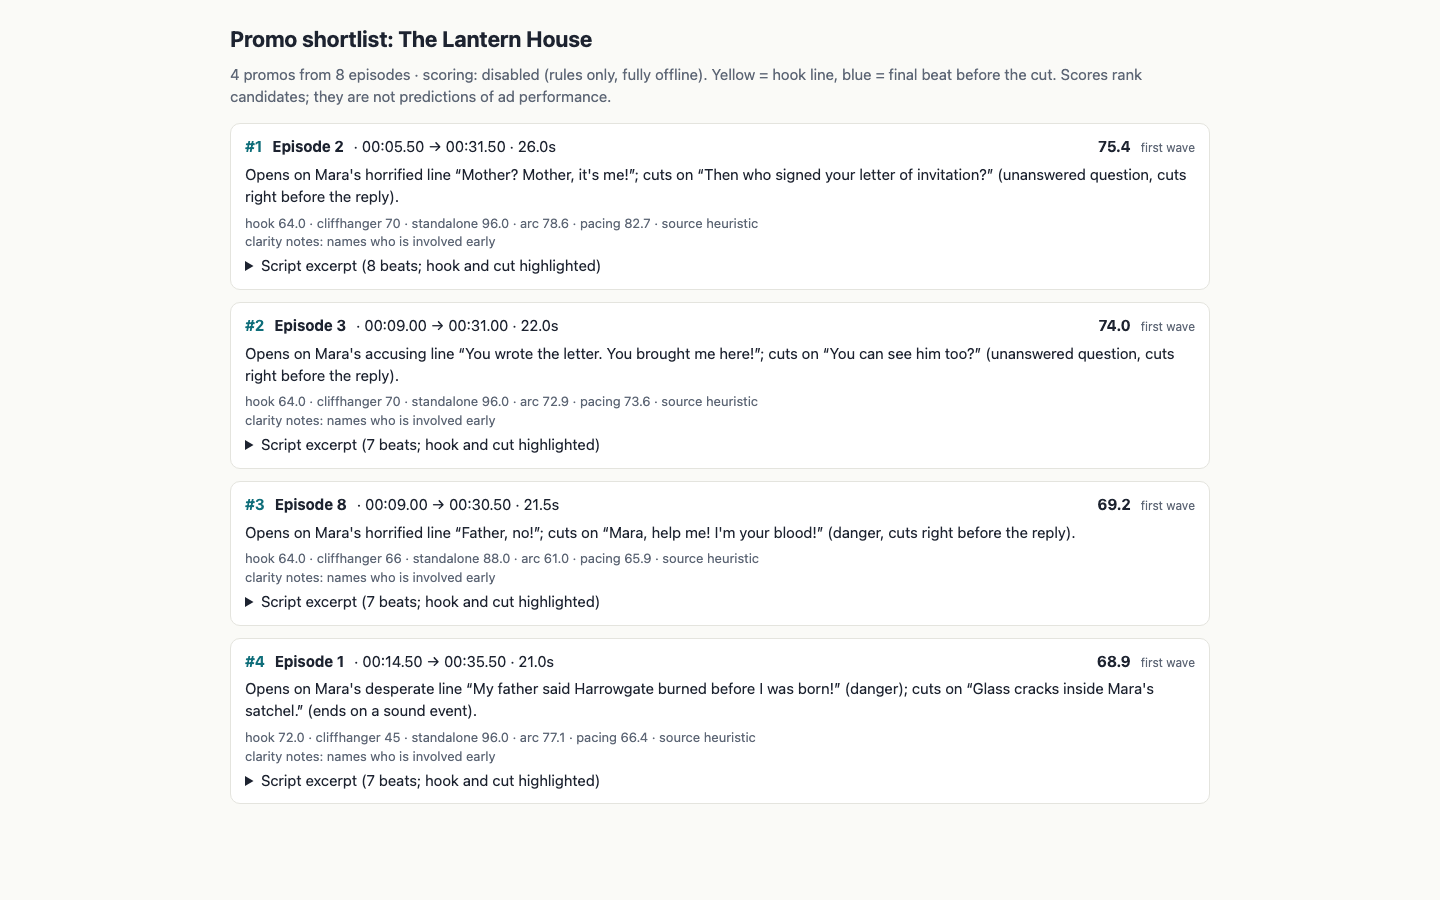 Promo shortlist: The Lantern House
4 promos from 8 episodes · scoring: disabled (rules only, fully offline). Yellow = hook line, blue = final beat before the cut. Scores rank
candidates; they are not predictions of ad performance.
#1 Episode 2 · 00:05.50 → 00:31.50 · 26.0s 75.4 first wave
Opens on Mara's horrified line “Mother? Mother, it's me!”; cuts on “Then who signed your letter of invitation?” (unanswered question, cuts
right before the reply).
hook 64.0 · cliffhanger 70 · standalone 96.0 · arc 78.6 · pacing 82.7 · source heuristic
clarity notes: names who is involved early
▶ Script excerpt (8 beats; hook and cut highlighted)
#2 Episode 3 · 00:09.00 → 00:31.00 · 22.0s 74.0 first wave
Opens on Mara's accusing line “You wrote the letter. You brought me here!”; cuts on “You can see him too?” (unanswered question, cuts
right before the reply).
hook 64.0 · cliffhanger 70 · standalone 96.0 · arc 72.9 · pacing 73.6 · source heuristic
clarity notes: names who is involved early
▶ Script excerpt (7 beats; hook and cut highlighted)
#3 Episode 8 · 00:09.00 → 00:30.50 · 21.5s 69.2 first wave
Opens on Mara's horrified line “Father, no!”; cuts on “Mara, help me! I'm your blood!” (danger, cuts right before the reply).
hook 64.0 · cliffhanger 66 · standalone 88.0 · arc 61.0 · pacing 65.9 · source heuristic
clarity notes: names who is involved early
▶ Script excerpt (7 beats; hook and cut highlighted)
#4 Episode 1 · 00:14.50 → 00:35.50 · 21.0s 68.9 first wave
Opens on Mara's desperate line “My father said Harrowgate burned before I was born!” (danger); cuts on “Glass cracks inside Mara's
satchel.” (ends on a sound event).
hook 72.0 · cliffhanger 45 · standalone 96.0 · arc 77.1 · pacing 66.4 · source heuristic
clarity notes: names who is involved early
▶ Script excerpt (7 beats; hook and cut highlighted)